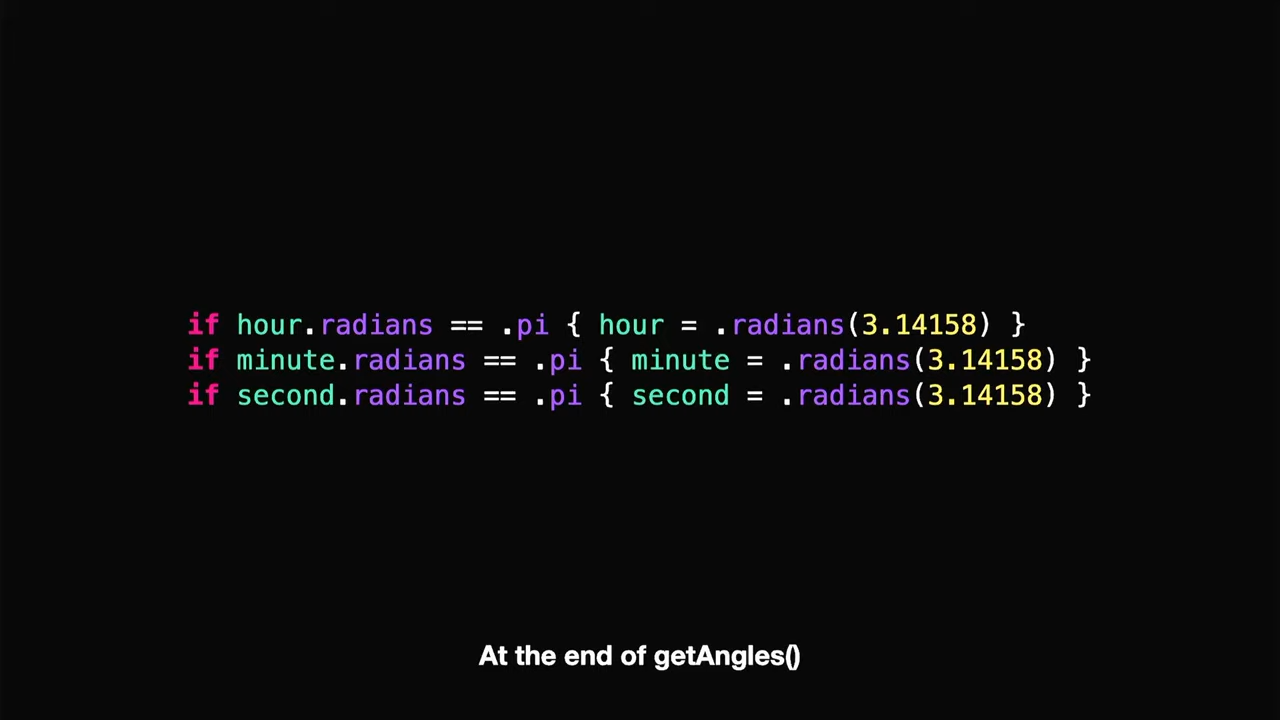 if hour.radians == .pi { hour = .radians(3.14158) }
if minute.radians == .pi { minute = .radians(3.14158) }
if second.radians == .pi { second = .radians(3.14158) }
At the end of getAngles()